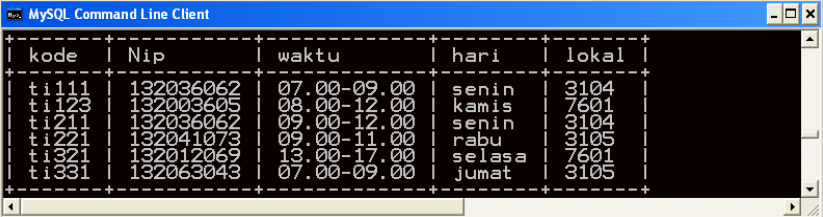 MySQL Command Line Client
+-------+-----------+-------------+--------+-------+
| kode | Nip | waktu | hari | lokal |
+-------+-----------+-------------+--------+-------+
| ti111 | 132036062 | 07.00-09.00 | senin | 3104 |
| ti123 | 132003605 | 08.00-12.00 | kamis | 7601 |
| ti211 | 132036062 | 09.00-12.00 | senin | 3104 |
| ti221 | 132041073 | 09.00-11.00 | rabu | 3105 |
| ti321 | 132012069 | 13.00-17.00 | selasa | 7601 |
| ti331 | 132063043 | 07.00-09.00 | jumat | 3105 |
+-------+-----------+-------------+--------+-------+